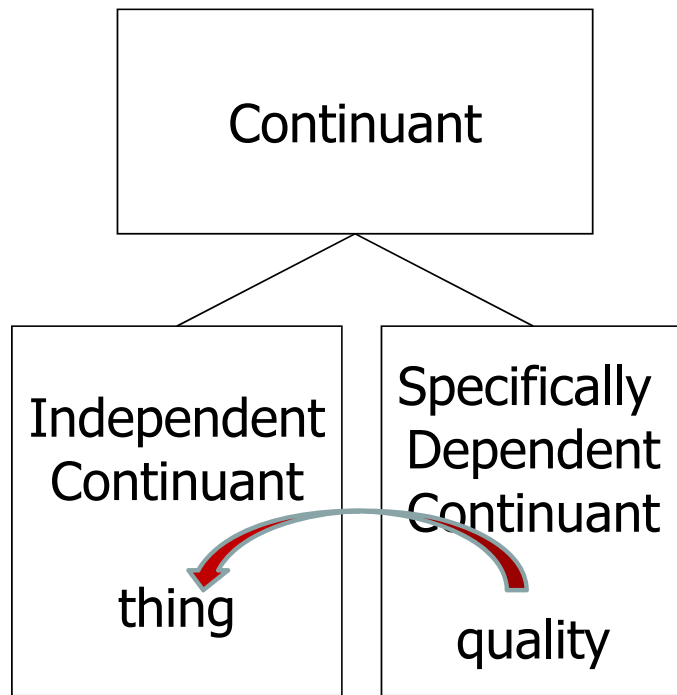 Continuant
Independent
Continuant
thing
Specifically
Dependent
Continuant
quality